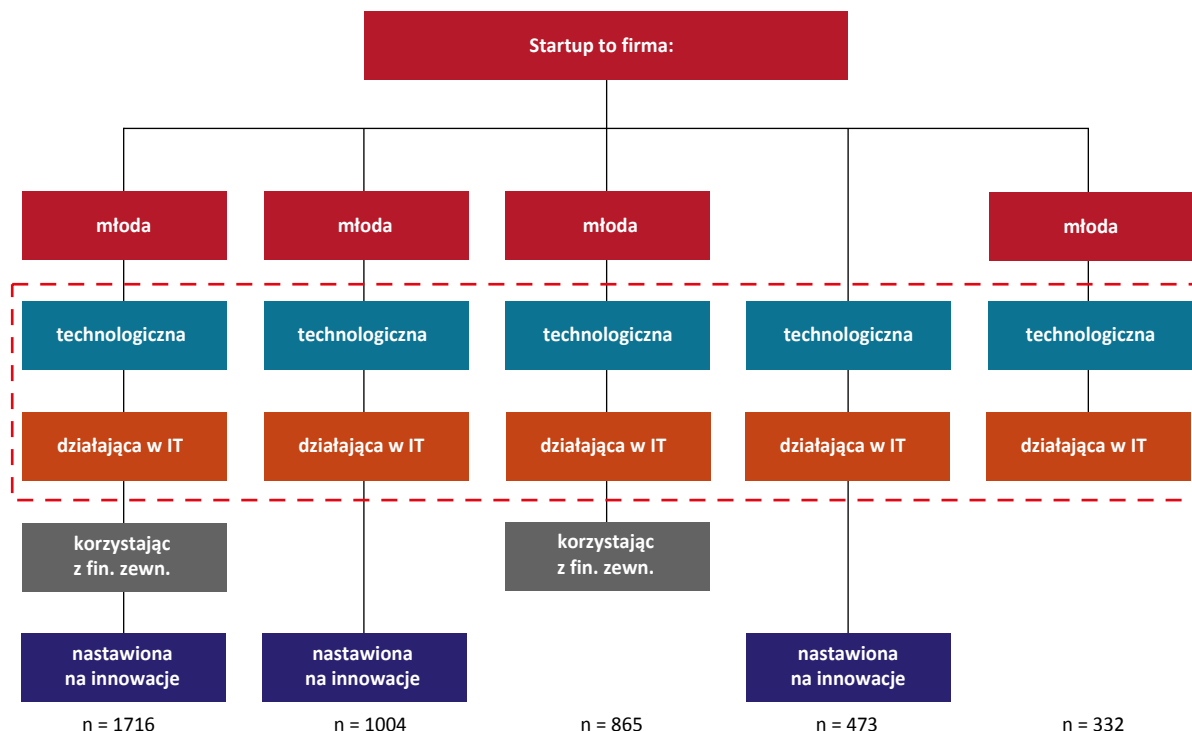 Startup to firma:
młoda
młoda
młoda
młoda
technologiczna
technologiczna
technologiczna
technologiczna
technologiczna
działająca w IT
działająca w IT
działająca w IT
działająca w IT
działająca w IT
korzystając
z fin. zewn.
korzystając
z fin. zewn.
nastawiona
na innowacje
nastawiona
na innowacje
nastawiona
na innowacje
n = 1716
n = 1004
n = 865
n = 473
n = 332